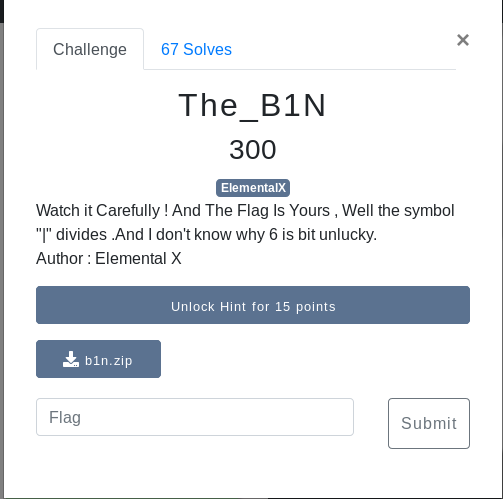 Challenge
67 Solves
×
The_B1N
300
ElementalX
Watch it Carefully ! And The Flag Is Yours , Well the symbol
"|" divides .And I don't know why 6 is bit unlucky.
Author : Elemental X
Unlock Hint for 15 points
b1n.zip
Flag
Submit